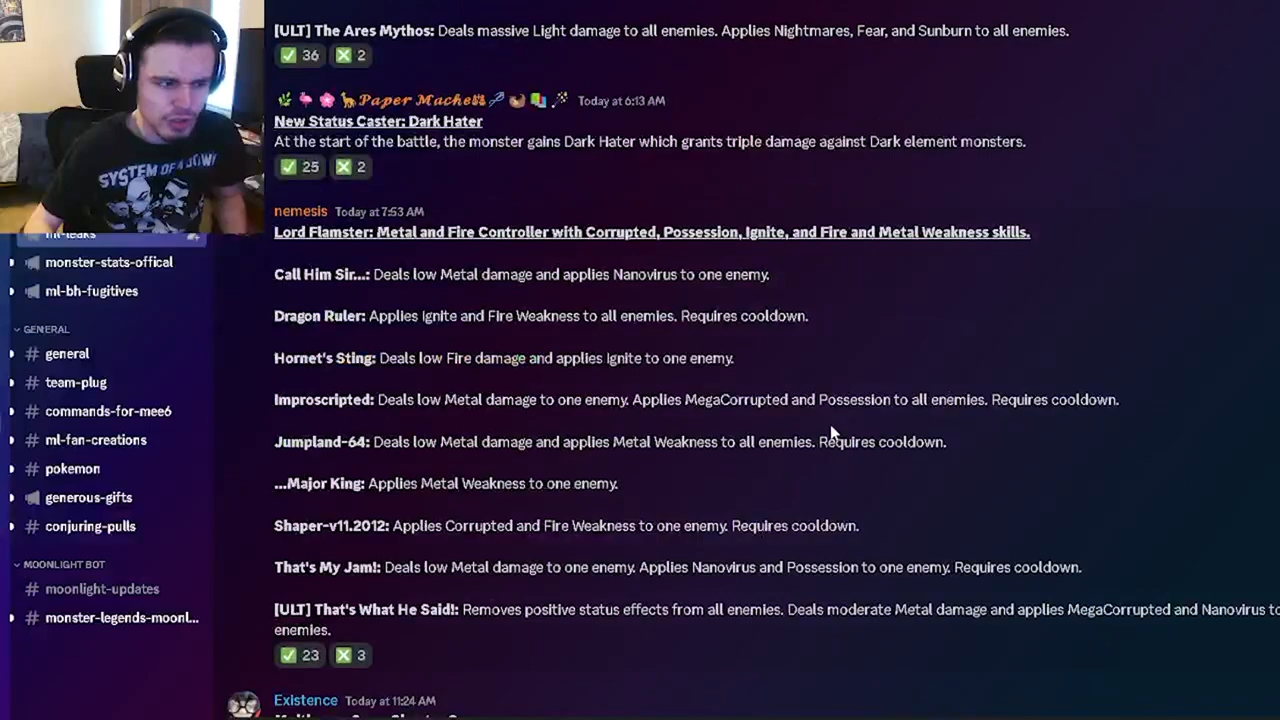 [ULT] The Ares Mythos: Deals massive Light damage to all enemies. Applies Nightmares, Fear, and Sunburn to all enemies.
✅ 36 ❎ 2
🌿 🦩 🌸 🐆 𝓟𝓪𝓹𝓮𝓻 𝓜𝓪𝓬𝓱𝓮 Today at 6:13 AM
New Status Caster: Dark Hater
At the start of the battle, the monster gains Dark Hater which grants triple damage against Dark element monsters.
✅ 25 ❎ 2
nemesis Today at 7:53 AM
Lord Flamster: Metal and Fire Controller with Corrupted, Possession, Ignite, and Fire and Metal Weakness skills.
Call Him Sir...: Deals low Metal damage and applies Nanovirus to one enemy.
Dragon Ruler: Applies Ignite and Fire Weakness to all enemies. Requires cooldown.
Hornet's Sting: Deals low Fire damage and applies Ignite to one enemy.
Improscripted: Deals low Metal damage to one enemy. Applies MegaCorrupted and Possession to all enemies. Requires cooldown.
Jumpland-64: Deals low Metal damage and applies Metal Weakness to all enemies. Requires cooldown.
...Major King: Applies Metal Weakness to one enemy.
Shaper-v11.2012: Applies Corrupted and Fire Weakness to one enemy. Requires cooldown.
That's My Jam!: Deals low Metal damage to one enemy. Applies Nanovirus and Possession to one enemy. Requires cooldown.
[ULT] That's What He Said!: Removes positive status effects from all enemies. Deals moderate Metal damage and applies MegaCorrupted and Nanovirus to
enemies.
✅ 23 ❎ 3
Existence Today at 11:24 AM
SYSTEM OF A DOWN
ml-leaks
monster-stats-offical
ml-bh-fugitives
GENERAL
# general
# team-plug
# commands-for-mee6
# ml-fan-creations
# pokemon
generous-gifts
# conjuring-pulls
MOONLIGHT BOT
# moonlight-updates
# monster-legends-moonl...